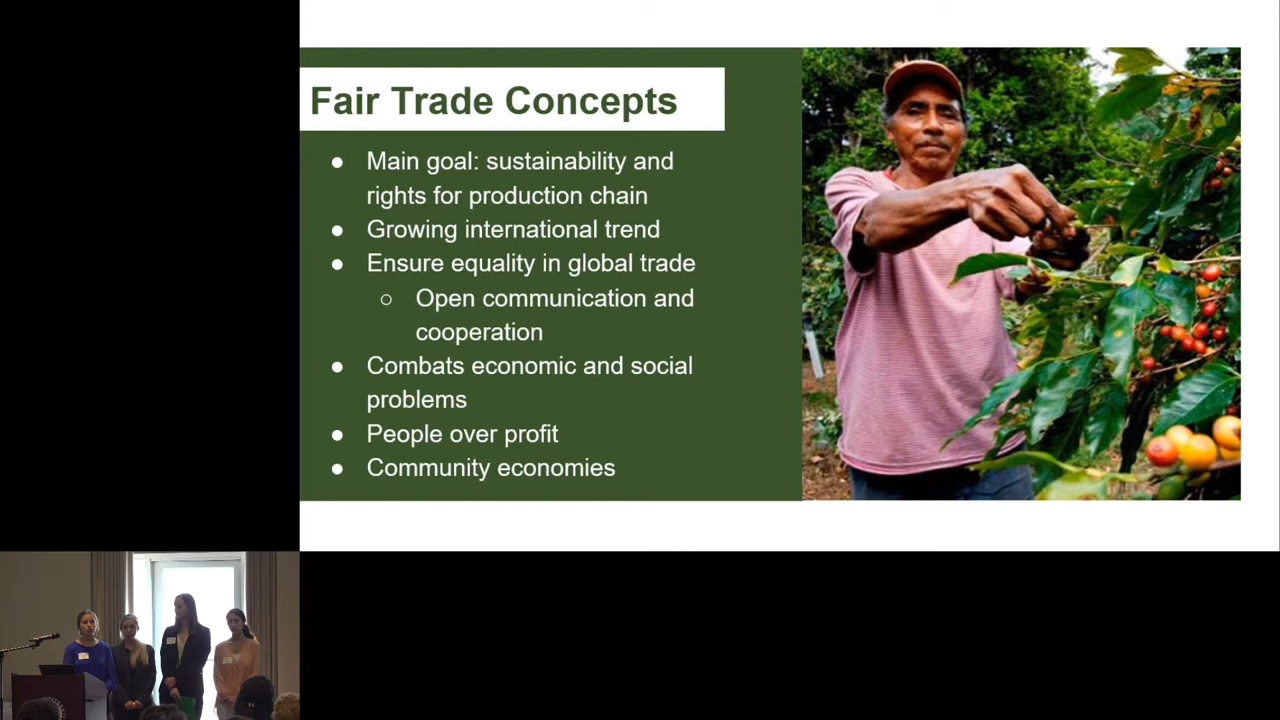 Fair Trade Concepts
● Main goal: sustainability and
rights for production chain
● Growing international trend
● Ensure equality in global trade
○ Open communication and
cooperation
● Combats economic and social
problems
● People over profit
● Community economies